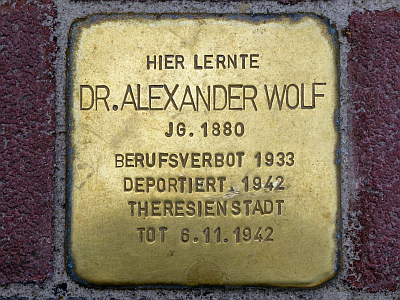 HIER LERNTE
DR. ALEXANDER WOLF
JG. 1880
BERUFSVERBOT 1933
DEPORTIERT 1942
THERESIENSTADT
TOT 6.11.1942